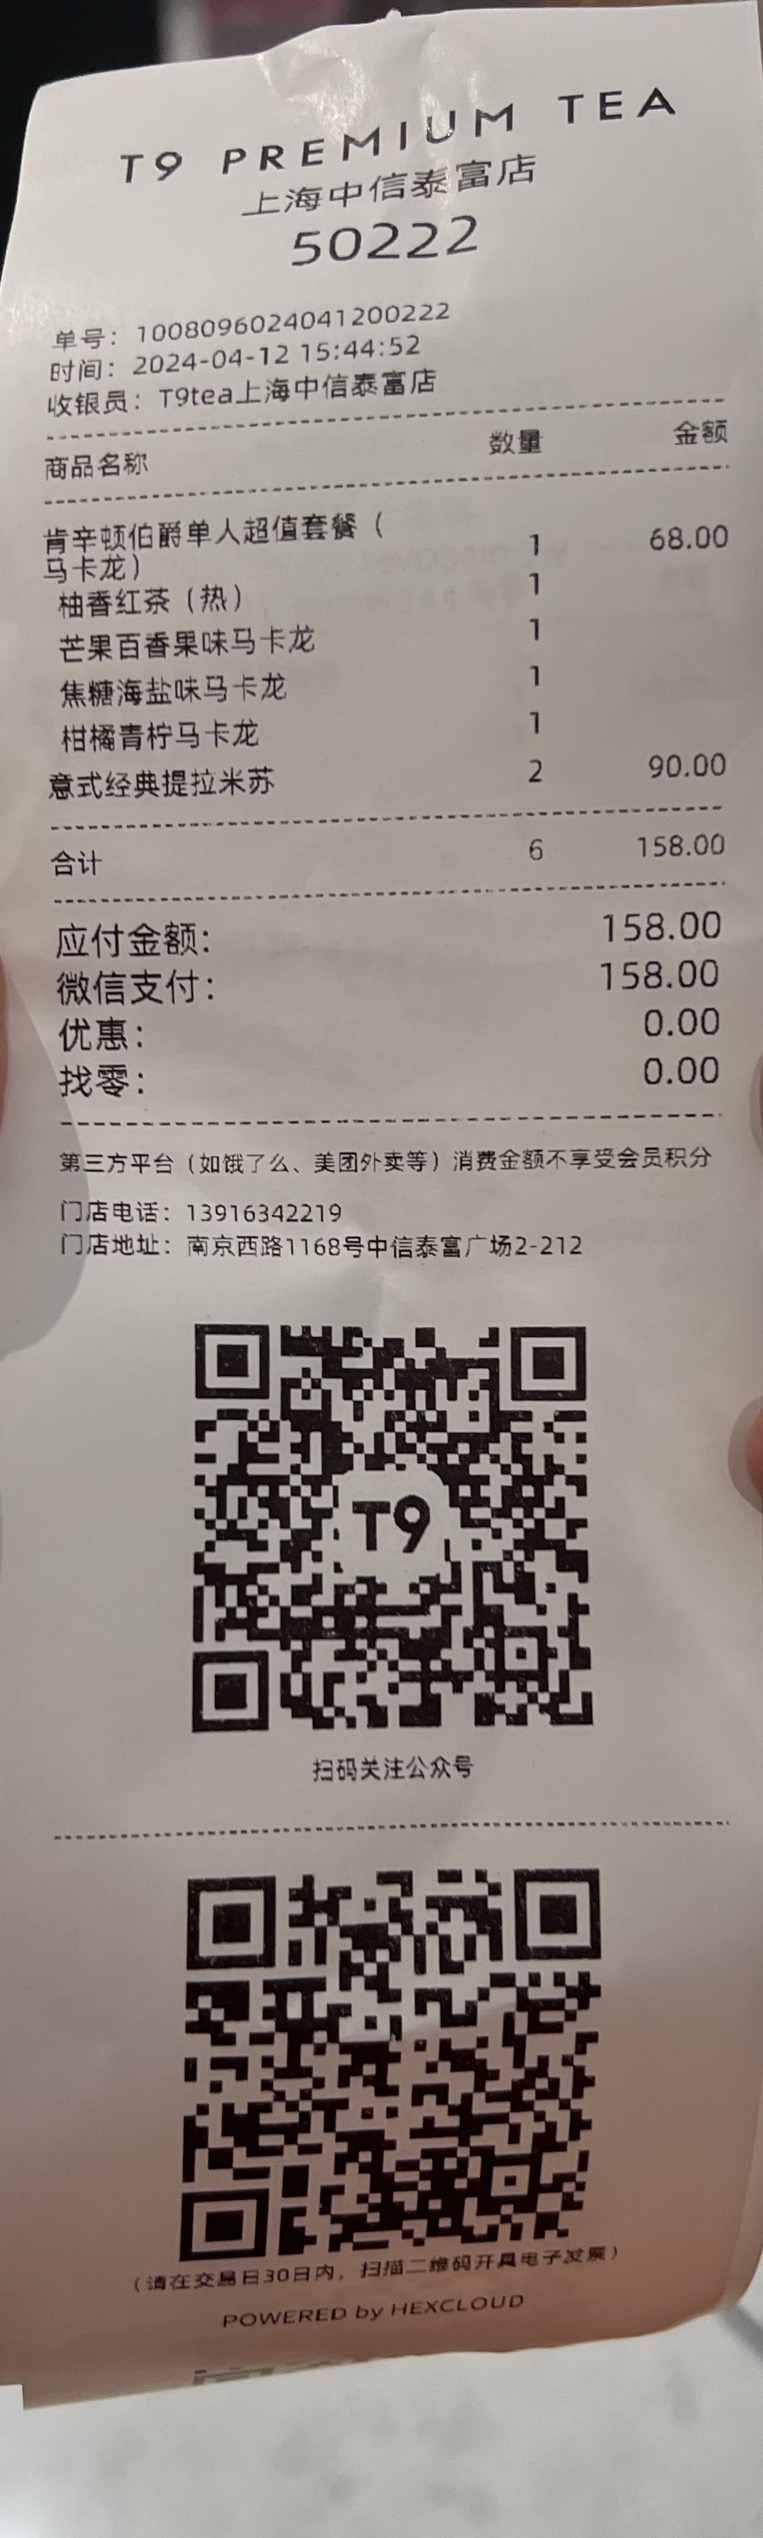 T9 PREMIUM TEA
上海中信泰富店
50222
单号：1008096024041200222
时间：2024-04-12 15:44:52
收银员：T9tea上海中信泰富店
商品名称 数量 金额
肯辛顿伯爵单人超值套餐（ 1 68.00
马卡龙）
柚香红茶（热） 1
芒果百香果味马卡龙 1
焦糖海盐味马卡龙 1
柑橘青柠马卡龙 1
意式经典提拉米苏 2 90.00
合计 6 158.00
应付金额: 158.00
微信支付: 158.00
优惠: 0.00
找零: 0.00
第三方平台（如饿了么、美团外卖等）消费金额不享受会员积分
门店电话：13916342219
门店地址：南京西路1168号中信泰富广场2-212
T9
扫码关注公众号
（请在交易日30日内，扫描二维码开具电子发票）
POWERED by HEXCLOUD